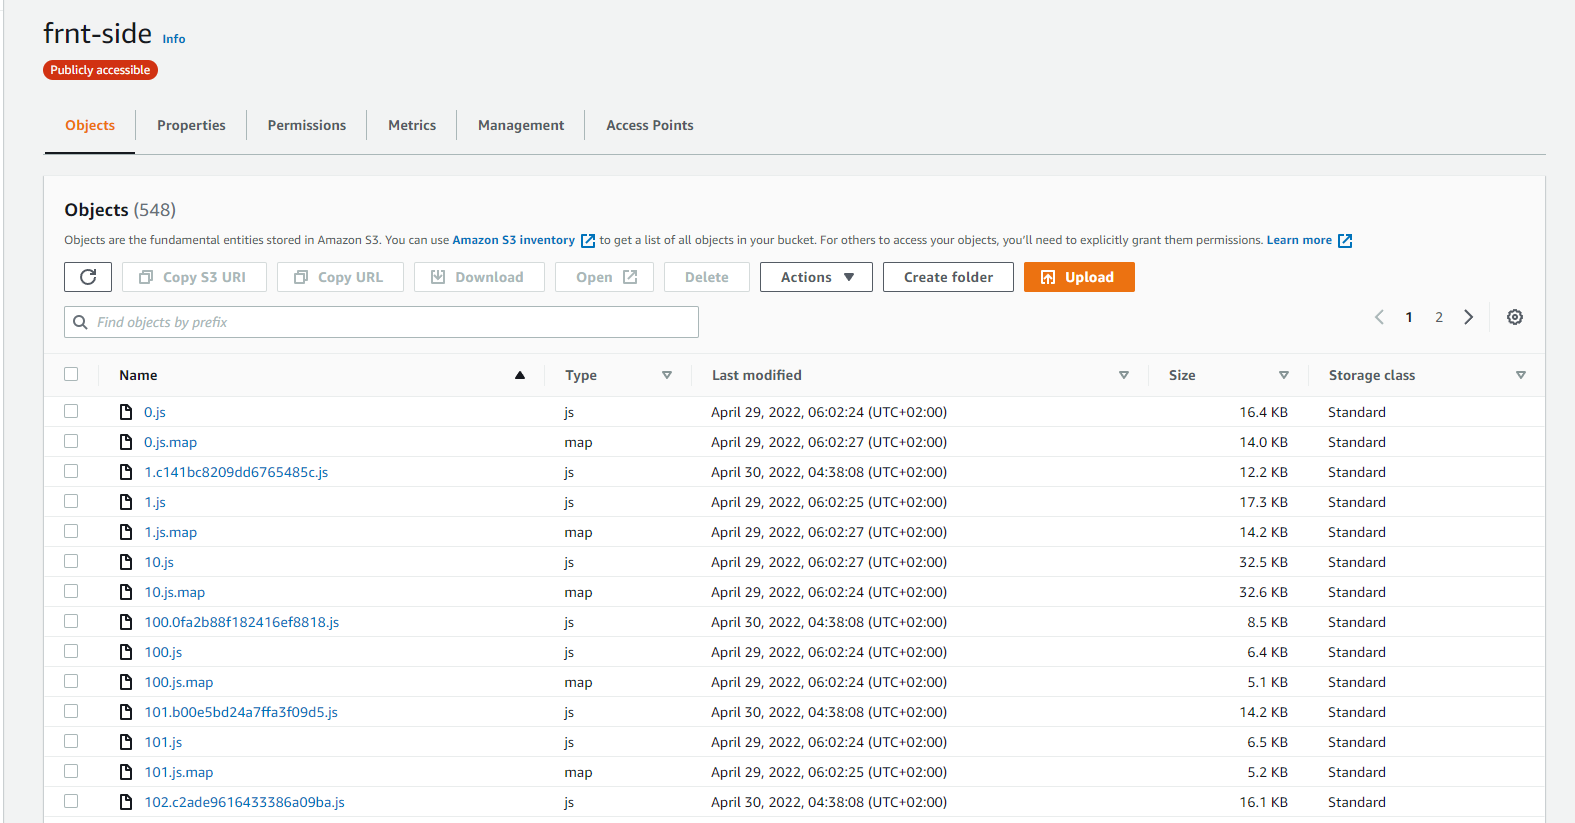 frnt-side Info
Publicly accessible
Objects Properties Permissions Metrics Management Access Points
Objects (548)
Objects are the fundamental entities stored in Amazon S3. You can use Amazon S3 inventory to get a list of all objects in your bucket. For others to access your objects, you'll need to explicitly grant them permissions. Learn more
Copy S3 URI Copy URL Download Open Delete Actions Create folder Upload
Find objects by prefix 1 2
Name Type Last modified Size Storage class
0.js js April 29, 2022, 06:02:24 (UTC+02:00) 16.4 KB Standard
0.js.map map April 29, 2022, 06:02:27 (UTC+02:00) 14.0 KB Standard
1.c141bc8209dd6765485c.js js April 30, 2022, 04:38:08 (UTC+02:00) 12.2 KB Standard
1.js js April 29, 2022, 06:02:25 (UTC+02:00) 17.3 KB Standard
1.js.map map April 29, 2022, 06:02:27 (UTC+02:00) 14.2 KB Standard
10.js js April 29, 2022, 06:02:27 (UTC+02:00) 32.5 KB Standard
10.js.map map April 29, 2022, 06:02:24 (UTC+02:00) 32.6 KB Standard
100.0fa2b88f182416ef8818.js js April 30, 2022, 04:38:08 (UTC+02:00) 8.5 KB Standard
100.js js April 29, 2022, 06:02:24 (UTC+02:00) 6.4 KB Standard
100.js.map map April 29, 2022, 06:02:24 (UTC+02:00) 5.1 KB Standard
101.b00e5bd24a7ffa3f09d5.js js April 30, 2022, 04:38:08 (UTC+02:00) 14.2 KB Standard
101.js js April 29, 2022, 06:02:24 (UTC+02:00) 6.5 KB Standard
101.js.map map April 29, 2022, 06:02:25 (UTC+02:00) 5.2 KB Standard
102.c2ade9616433386a09ba.js js April 30, 2022, 04:38:08 (UTC+02:00) 16.1 KB Standard